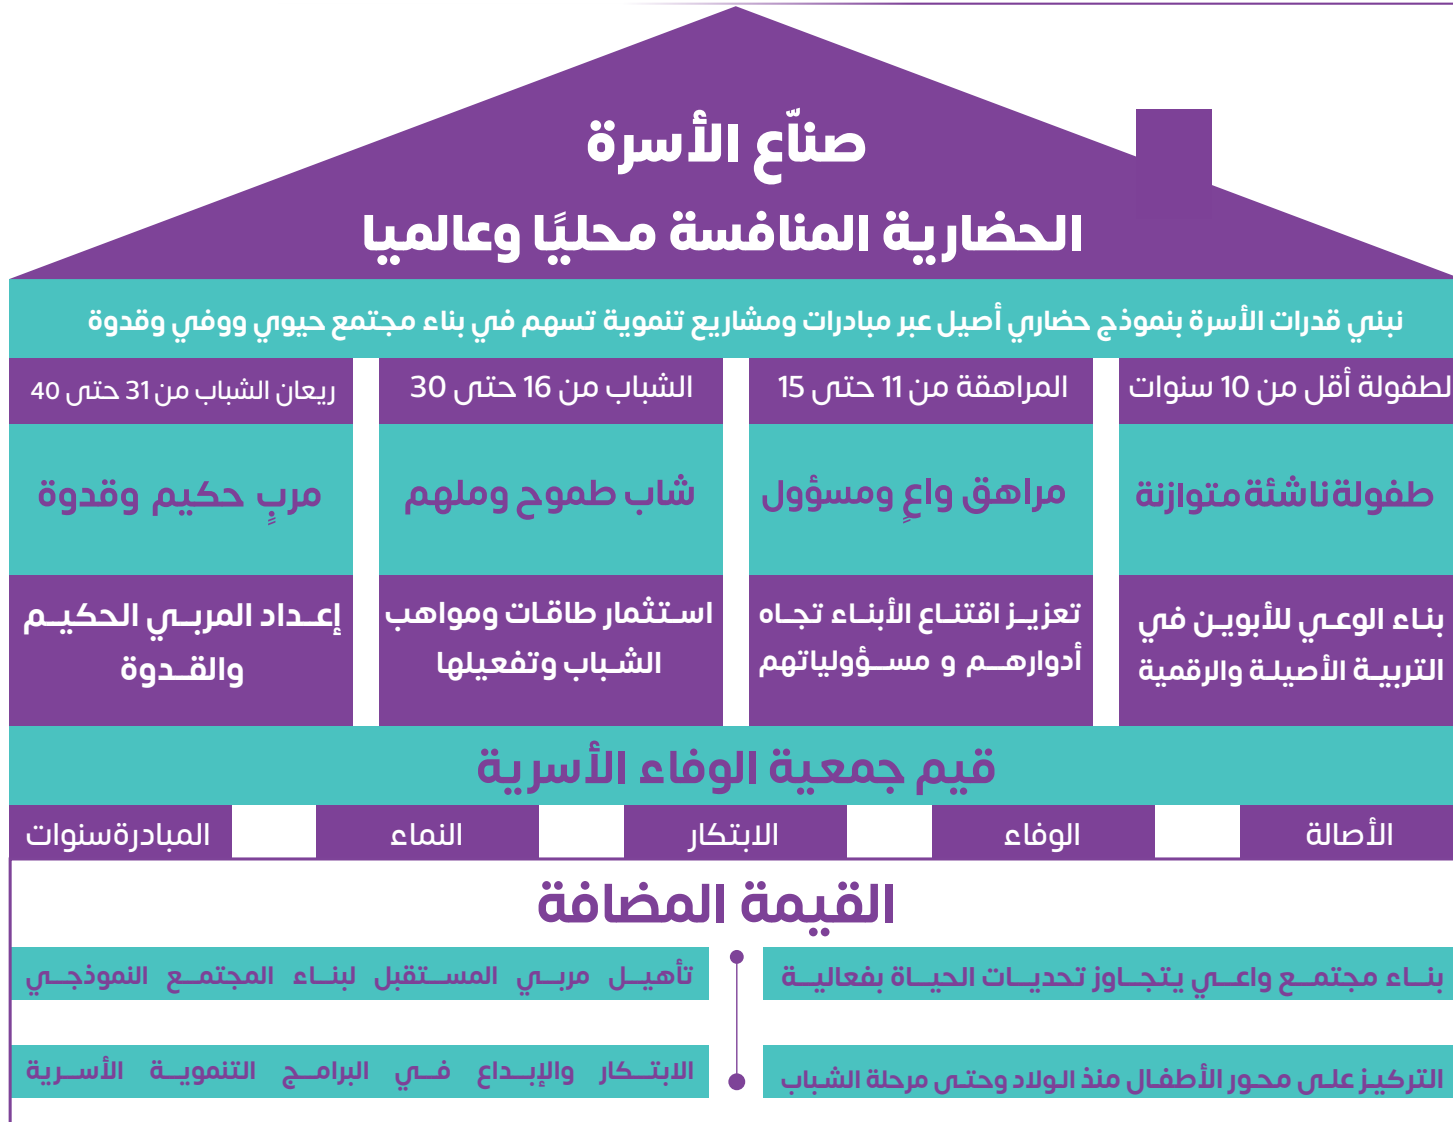 صناّع الأسرة
الحضارية المنافسة محليًا وعالميا
نبني قدرات الأسرة بنموذج حضاري أصيل عبر مبادرات ومشاريع تنموية تسهم في بناء مجتمع حيوي ووفي وقدوة
لطفولة أقل من 10 سنوات
المراهقة من 11 حتى 15
الشباب من 16 حتى 30
ريعان الشباب من 31 حتى 40
طفولة ناشئة متوازنة
مراهق واعٍ ومسؤول
شاب طموح وملهم
مربٍ حكيم وقدوة
بناء الوعي للأبوين في
التربية الأصيلة والرقمية
تعزيز اقتناع الأبناء تجاه
أدوارهم و مسؤولياتهم
استثمار طاقات ومواهب
الشباب وتفعيلها
إعداد المربي الحكيم
والقدوة
قيم جمعية الوفاء الأسرية
الأصالة
الوفاء
الابتكار
النماء
المبادرةسنوات
القيمة المضافة
بناء مجتمع واعي يتجاوز تحديات الحياة بفعالية
تأهيل مربي المستقبل لبناء المجتمع النموذجي
التركيز على محور الأطفال منذ الولاد وحتى مرحلة الشباب
الابتكار والإبداع في البرامج التنموية الأسرية